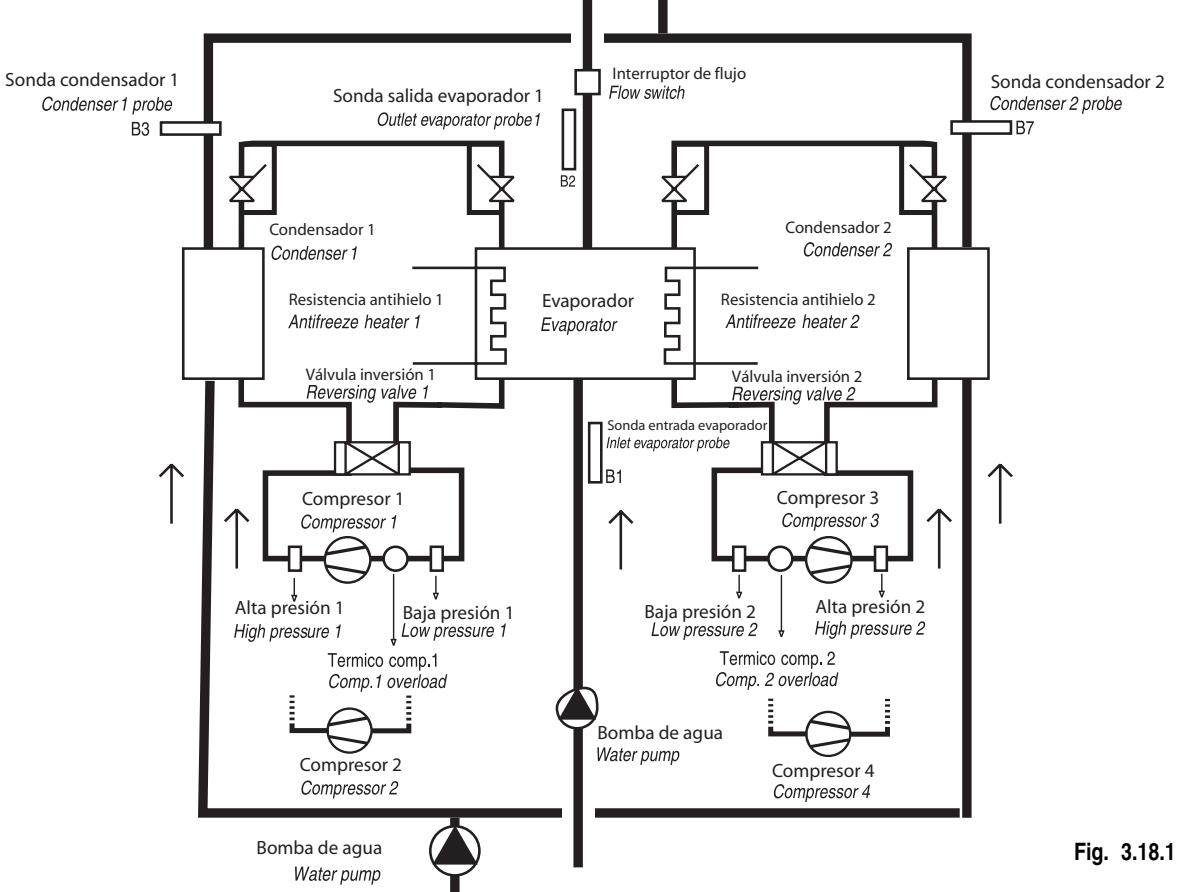 Sonda condensador 1
Condenser 1 probe
B3
Sonda salida evaporador 1
Outlet evaporator probe1
B2
Interruptor de flujo
Flow switch
Sonda condensador 2
Condenser 2 probe
B7
Condensador 1
Condenser 1
Condensador 2
Condenser 2
Resistencia antihielo 1
Antifreeze heater 1
Evaporador
Evaporator
Resistencia antihielo 2
Antifreeze heater 2
Válvula inversión 1
Reversing valve 1
Válvula inversión 2
Reversing valve 2
Sonda entrada evaporador
Inlet evaporator probe
B1
Compresor 1
Compressor 1
Compresor 3
Compressor 3
Alta presión 1
High pressure 1
Baja presión 1
Low pressure 1
Baja presión 2
Low pressure 2
Alta presión 2
High pressure 2
Termico comp.1
Comp.1 overload
Termico comp. 2
Comp. 2 overload
Bomba de agua
Water pump
Compresor 2
Compressor 2
Compresor 4
Compressor 4
Bomba de agua
Water pump
Fig. 3.18.1